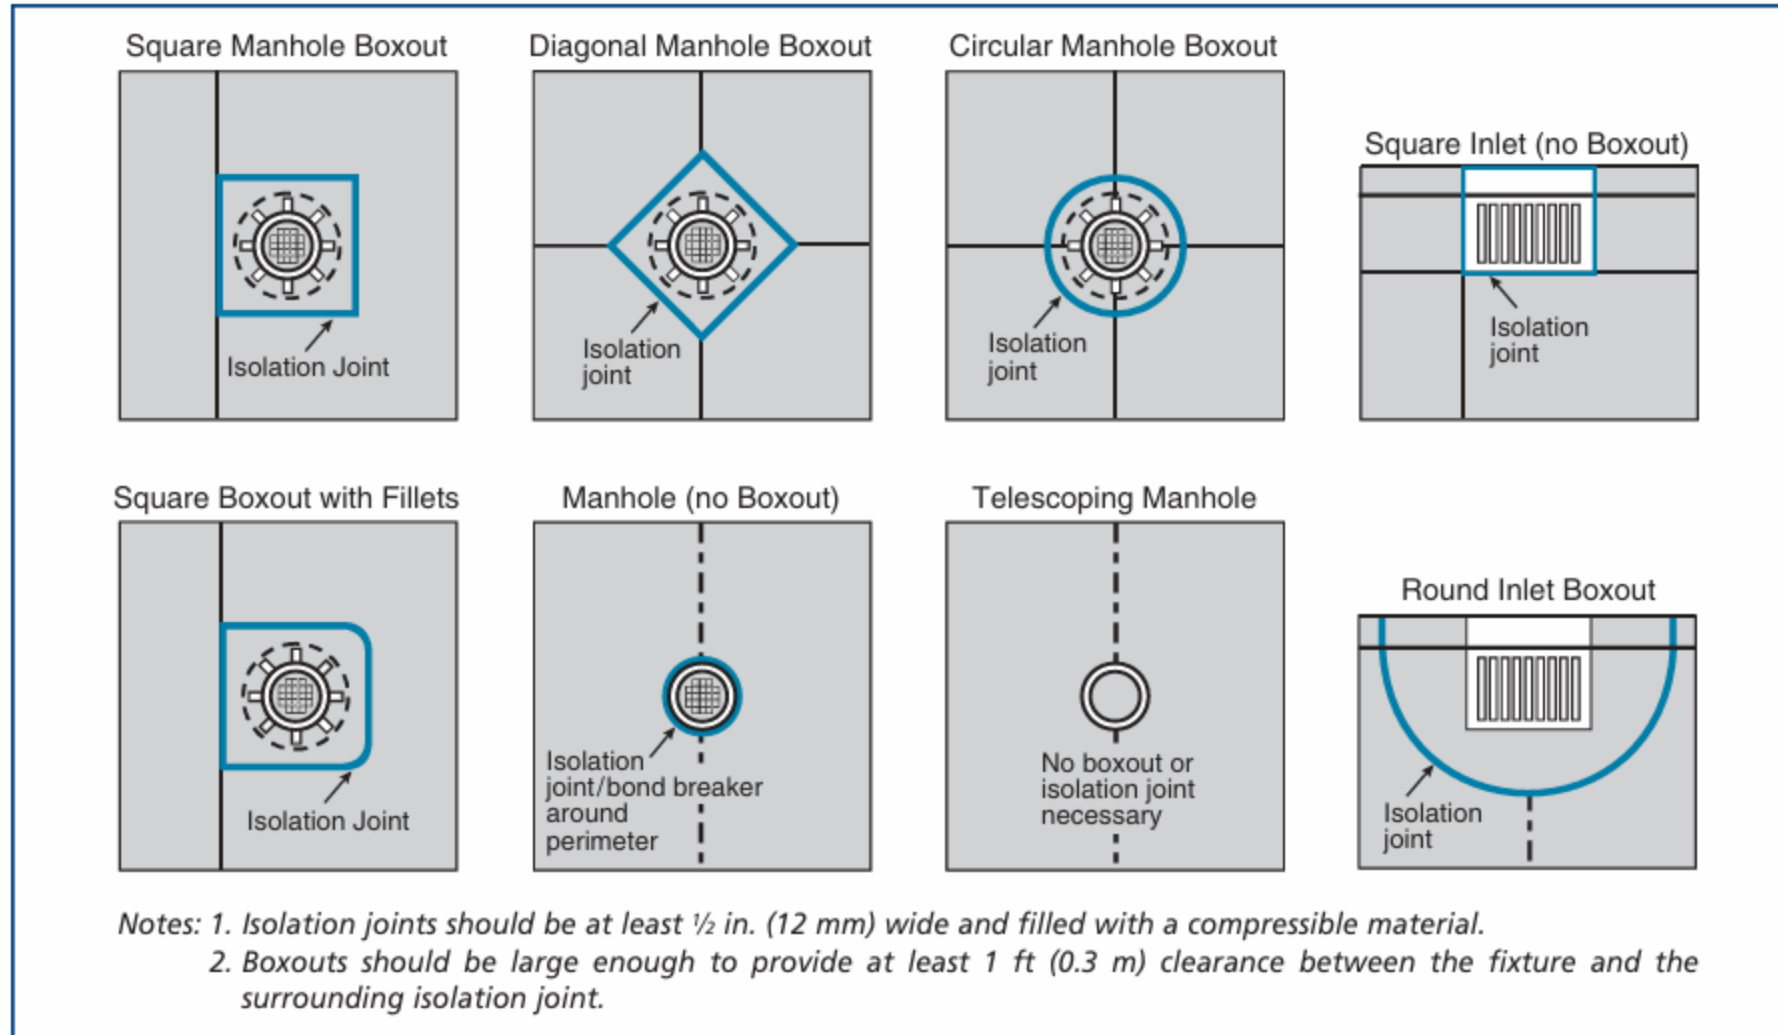 Square Manhole Boxout
Diagonal Manhole Boxout
Circular Manhole Boxout
Square Inlet (no Boxout)
Isolation Joint
Isolation
joint
Isolation
joint
Isolation
joint
Square Boxout with Fillets
Manhole (no Boxout)
Telescoping Manhole
Round Inlet Boxout
Isolation Joint
Isolation
joint/bond breaker
around
perimeter
No boxout or
isolation joint
necessary
Isolation
joint
Notes: 1. Isolation joints should be at least ½ in. (12 mm) wide and filled with a compressible material.
2. Boxouts should be large enough to provide at least 1 ft (0.3 m) clearance between the fixture and the
surrounding isolation joint.